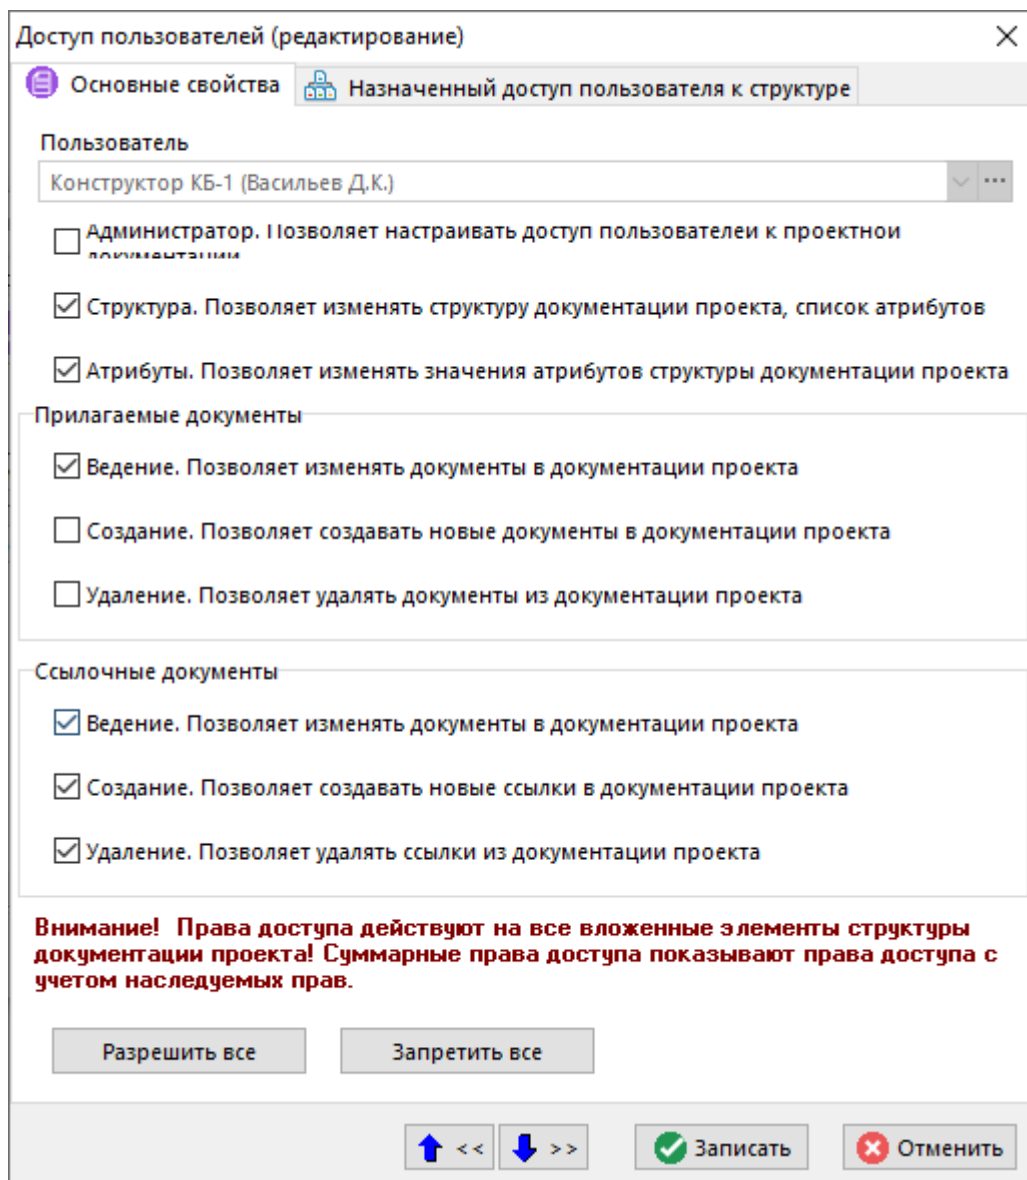 Доступ пользователей (редактирование)
Основные свойства
Назначенный доступ пользователя к структуре
Пользователь
Конструктор КБ-1 (Васильев Д.К.)
Администратор. Позволяет настраивать доступ пользователей к проектной
документации
Структура. Позволяет изменять структуру документации проекта, список атрибутов
Атрибуты. Позволяет изменять значения атрибутов структуры документации проекта
Прилагаемые документы
Ведение. Позволяет изменять документы в документации проекта
Создание. Позволяет создавать новые документы в документации проекта
Удаление. Позволяет удалять документы из документации проекта
Ссылочные документы
Ведение. Позволяет изменять документы в документации проекта
Создание. Позволяет создавать новые ссылки в документации проекта
Удаление. Позволяет удалять ссылки из документации проекта
Внимание! Права доступа действуют на все вложенные элементы структуры
документации проекта! Суммарные права доступа показывают права доступа с
учетом наследуемых прав.
Разрешить все
Запретить все
<<
>>
Записать
Отменить